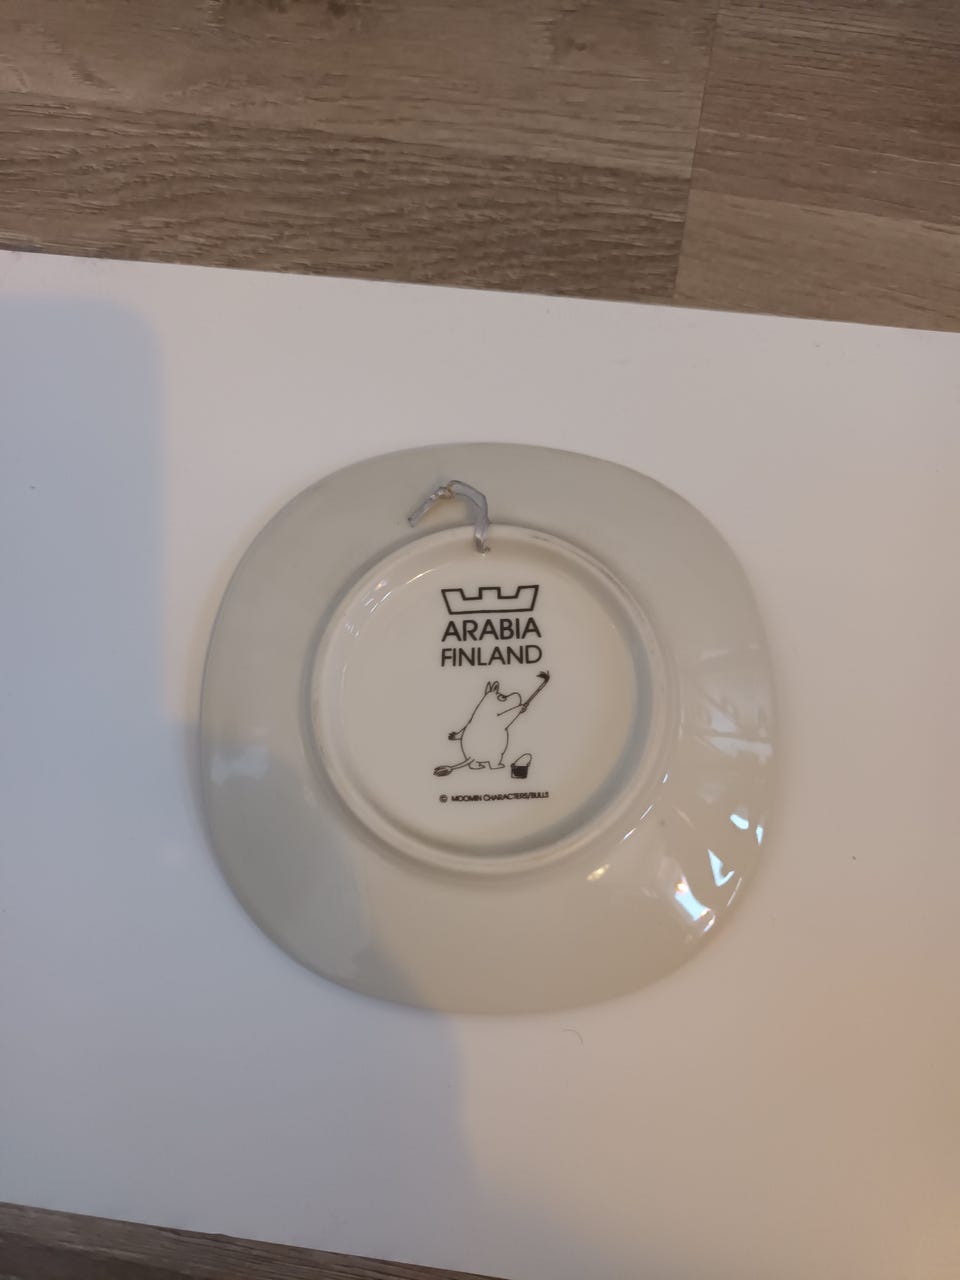 ARABIA
FINLAND
© MOOMIN CHARACTERS/BULLS